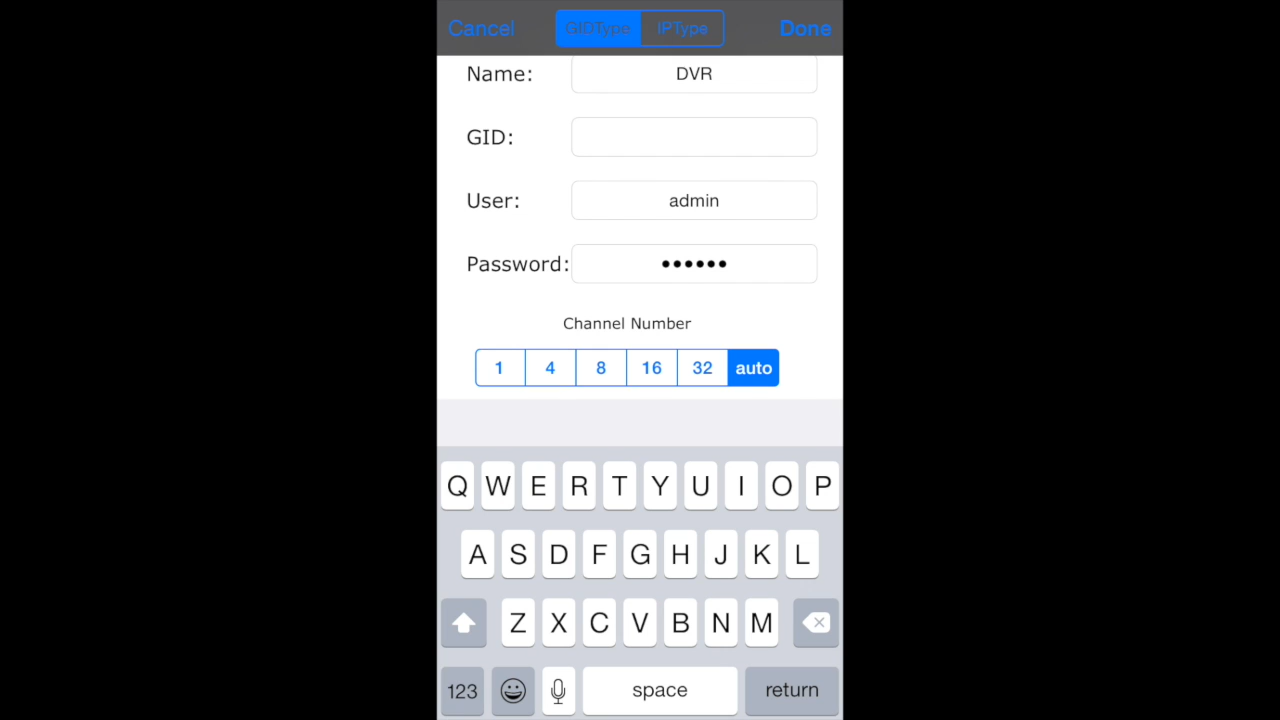 Cancel GIDType IPType Done
Name: DVR
GID:
User: admin
Password: ••••••
Channel Number
1 4 8 16 32 auto
Q W E R T Y U I O P
A S D F G H J K L
Z X C V B N M
123 space return